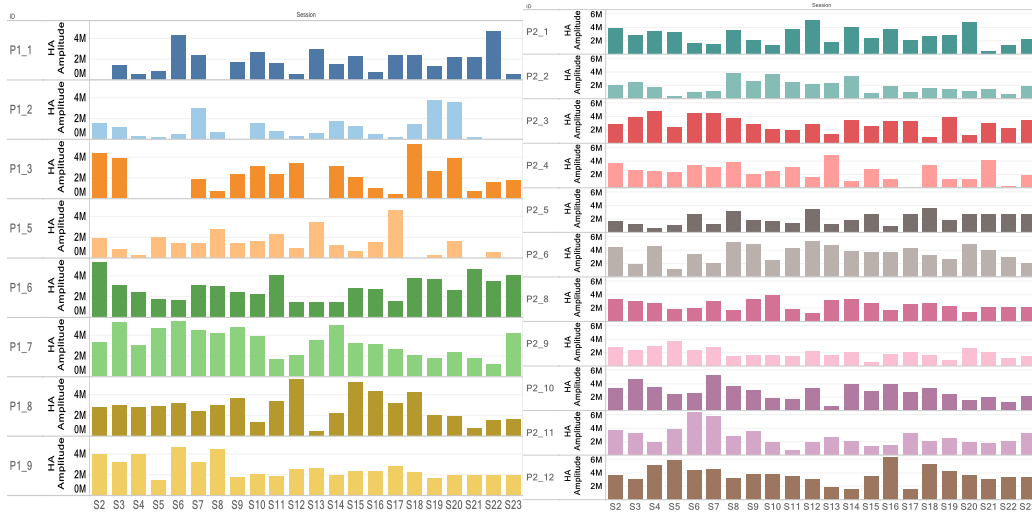 ID Session
P1_1 HA Amplitude 4M 2M 0M
P1_2 HA Amplitude 4M 2M 0M
P1_3 HA Amplitude 4M 2M 0M
P1_5 HA Amplitude 4M 2M 0M
P1_6 HA Amplitude 4M 2M 0M
P1_7 HA Amplitude 4M 2M 0M
P1_8 HA Amplitude 4M 2M 0M
P1_9 HA Amplitude 4M 2M 0M
S2 S3 S4 S5 S6 S7 S8 S9 S10 S11 S12 S13 S14 S15 S16 S17 S18 S19 S20 S21 S22 S23
ID Session
P2_1 HA Amplitude 6M 4M 2M
P2_2 HA Amplitude 6M 4M 2M
P2_3 HA Amplitude 6M 4M 2M
P2_4 HA Amplitude 6M 4M 2M
P2_5 HA Amplitude 6M 4M 2M
P2_6 HA Amplitude 6M 4M 2M
P2_8 HA Amplitude 6M 4M 2M
P2_9 HA Amplitude 6M 4M 2M
P2_10 HA Amplitude 6M 4M 2M
P2_11 HA Amplitude 6M 4M 2M
P2_12 HA Amplitude 6M 4M 2M
S2 S3 S4 S5 S6 S7 S8 S9 S10 S11 S12 S13 S14 S15 S16 S17 S18 S19 S20 S21 S22